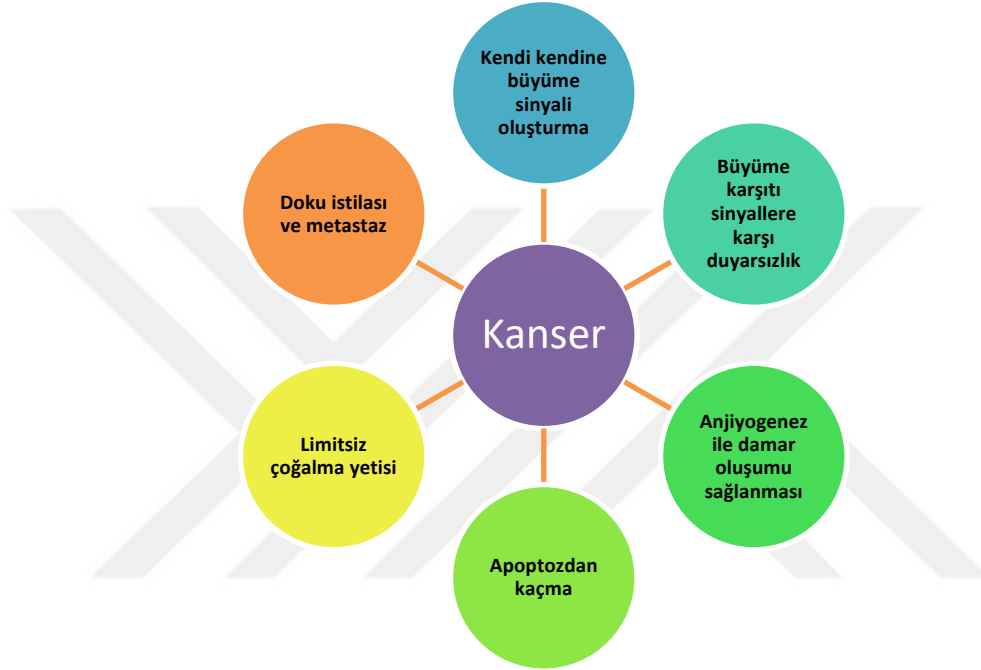 Kendi kendine
büyüme
sinyali
oluşturma
Büyüme
karşıtı
sinyallere
karşı
duyarsızlık
Anjiyogenez
ile damar
oluşumu
sağlanması
Apoptozdan
kaçma
Limitsiz
çoğalma yetisi
Doku istilası
ve metastaz
Kanser